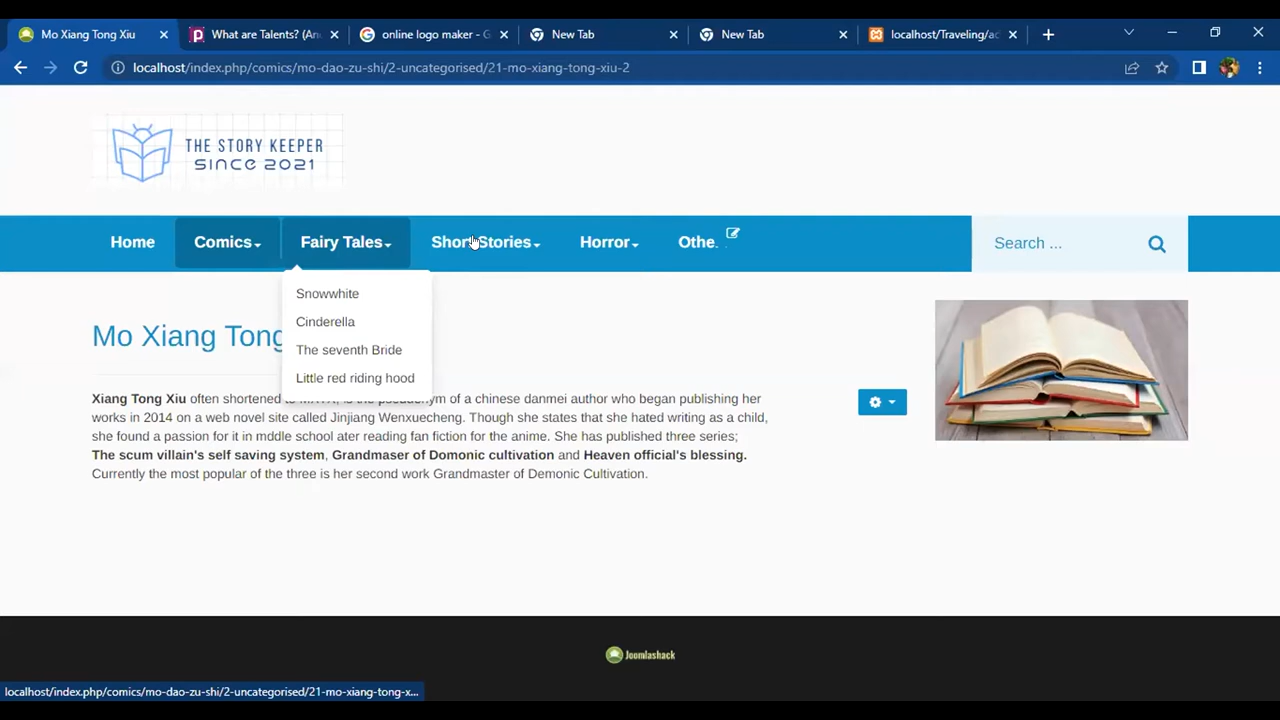 Mo Xiang Tong Xiu
What are Talents? (An
online logo maker - G
New Tab
New Tab
localhost/Traveling/ad
localhost/index.php/comics/mo-dao-zu-shi/2-uncategorised/21-mo-xiang-tong-xiu-2
THE STORY KEEPER
SINCE 2021
Home
Comics
Fairy Tales
Short Stories
Horror
Othe.
Search ...
Snowwhite
Cinderella
The seventh Bride
Little red riding hood
Mo Xiang Tong
Xiang Tong Xiu often shortened to is the pseudonym of a chinese danmei author who began publishing her
works in 2014 on a web novel site called Jinjiang Wenxuecheng. Though she states that she hated writing as a child,
she found a passion for it in mddle school ater reading fan fiction for the anime. She has published three series;
The scum villain's self saving system, Grandmaser of Domonic cultivation and Heaven official's blessing.
Currently the most popular of the three is her second work Grandmaster of Demonic Cultivation.
Joomlashack
localhost/index.php/comics/mo-dao-zu-shi/2-uncategorised/21-mo-xiang-tong-x...